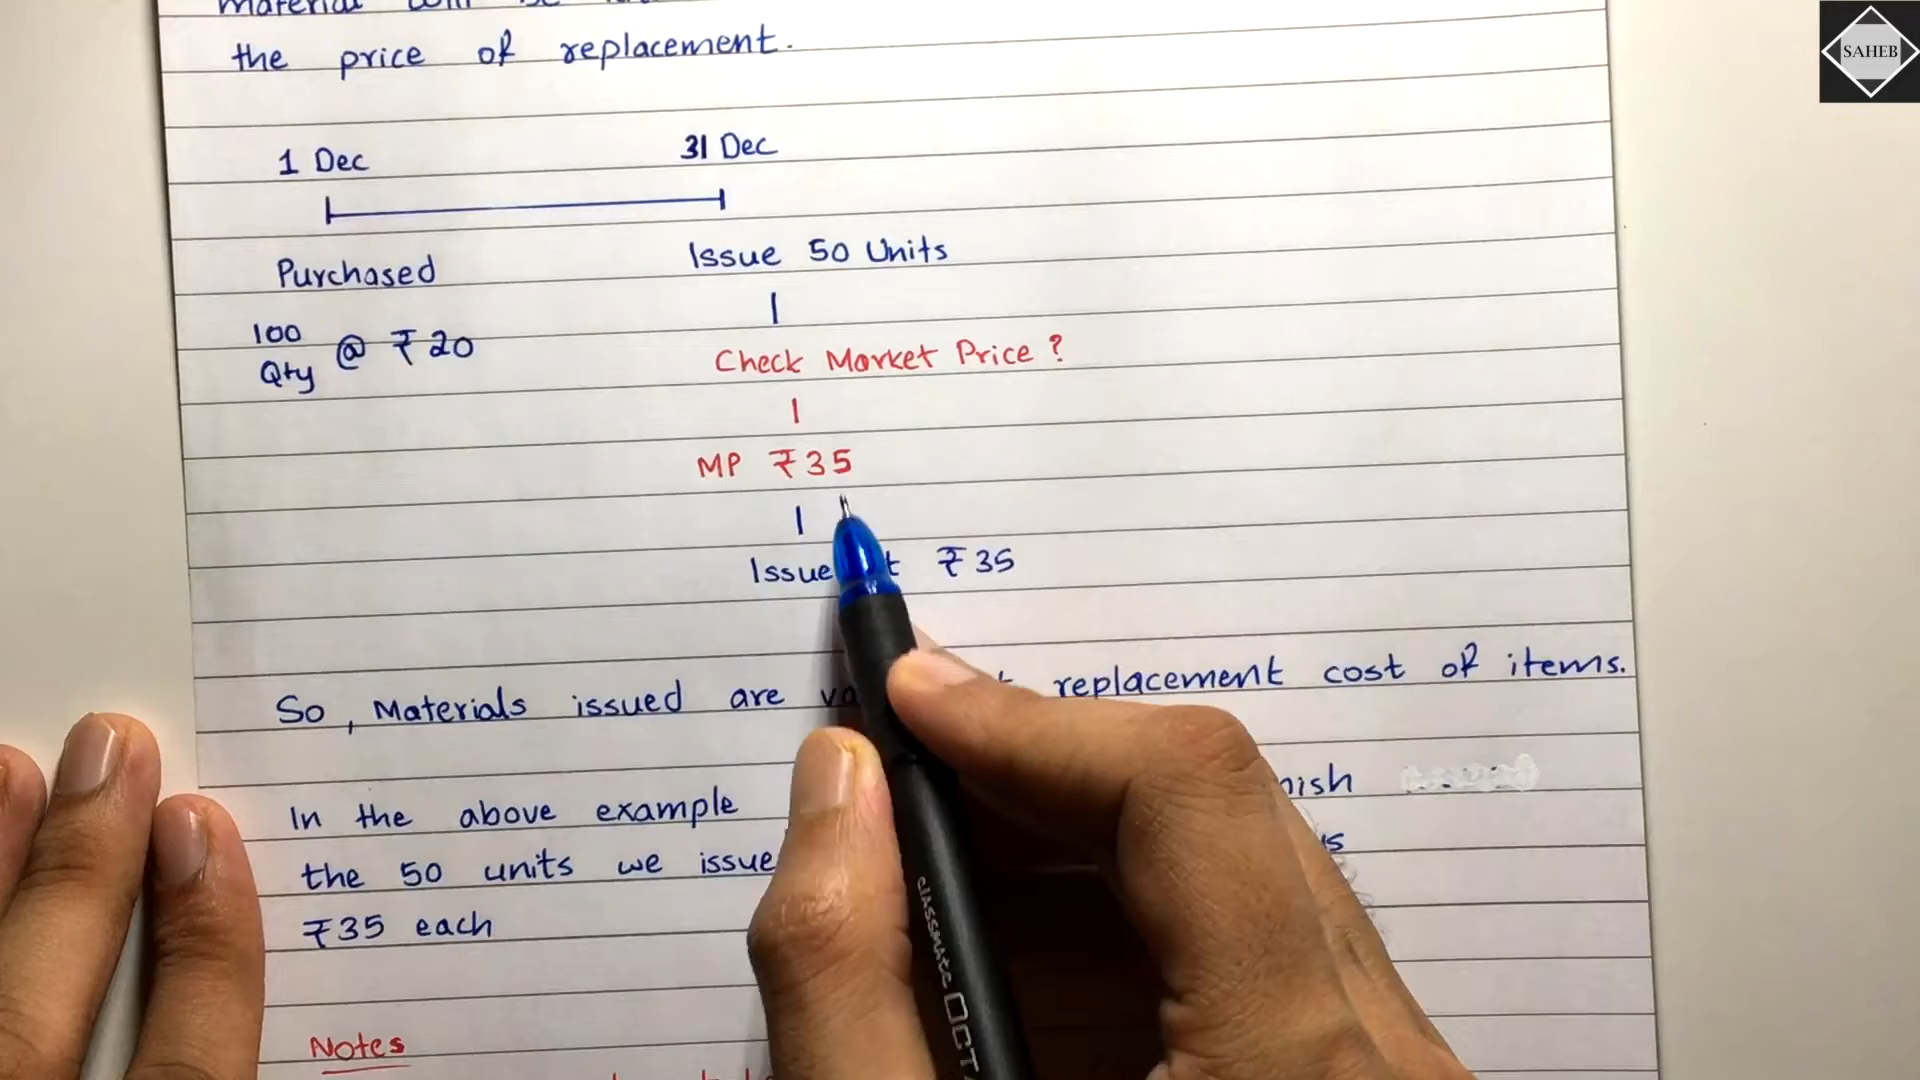 the price of replacement.
1 Dec
31 Dec
Purchased
Issue 50 Units
100 Qty @ ₹20
Check Market Price?
MP ₹35
Issue ₹35
So, Materials issued are replacement cost of items.
In the above example
the 50 units we issue
₹35 each
Notes
classmate OCT
SAHEB